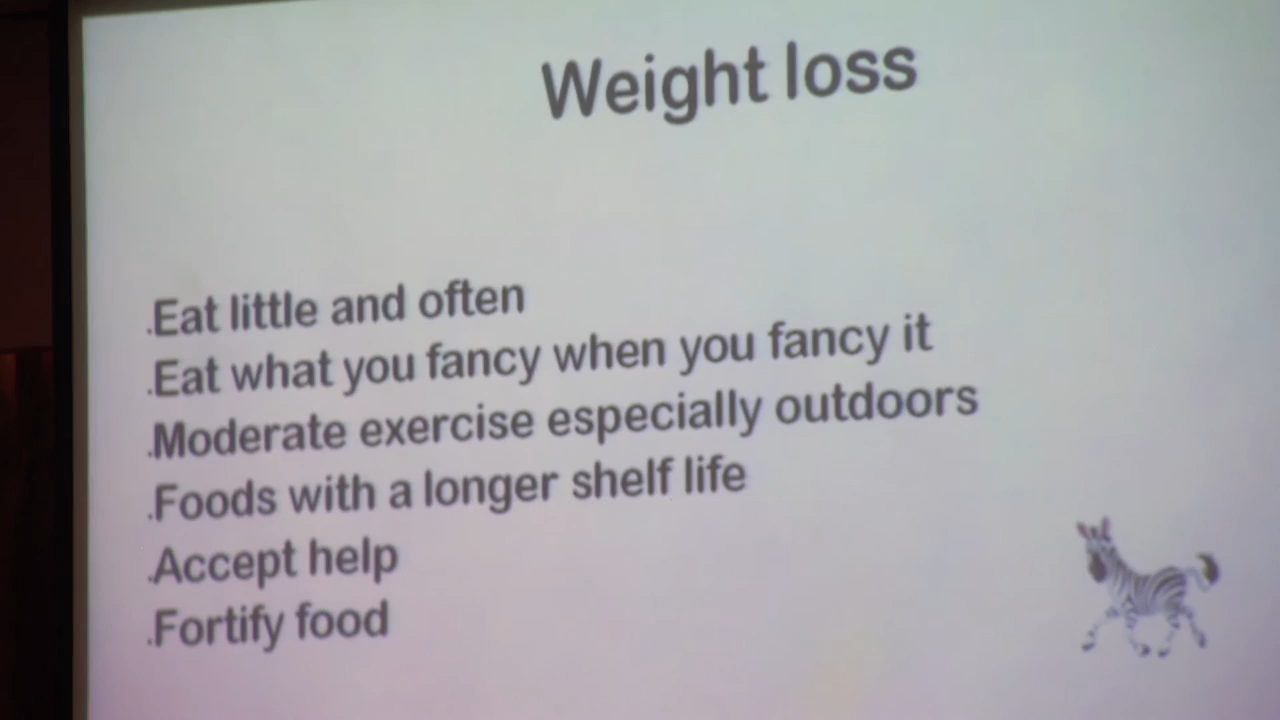 Weight loss
.Eat little and often
.Eat what you fancy when you fancy it
.Moderate exercise especially outdoors
.Foods with a longer shelf life
.Accept help
.Fortify food